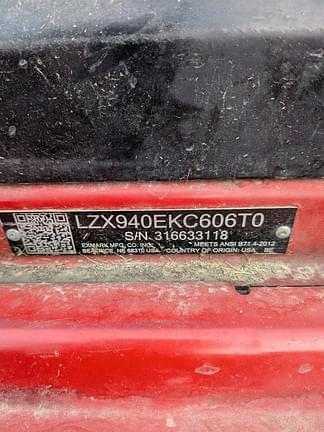 LZX940EKC606T0
S/N 316633118
EXMARK MFG. CO. INC. MEETS ANSI B71.4-2012
BEATRICE, NE 68310 USA COUNTRY OF ORIGIN: USA BE